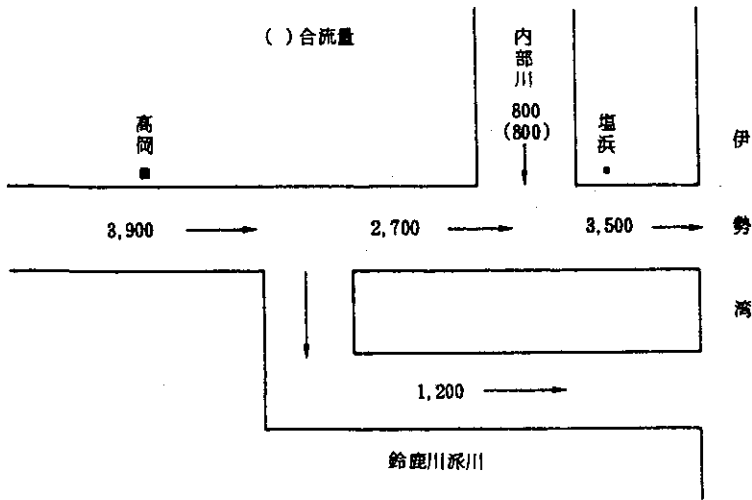 ( ) 合流量
内部川
800
(800)
高岡
塩浜
伊勢湾
3,900
2,700
3,500
1,200
鈴鹿川派川